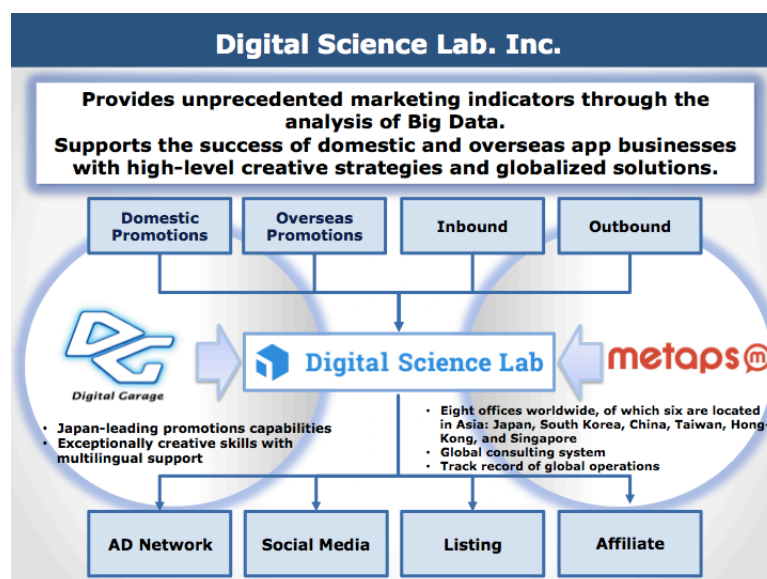 Digital Science Lab. Inc.
Provides unprecedented marketing indicators through the
analysis of Big Data.
Supports the success of domestic and overseas app businesses
with high-level creative strategies and globalized solutions.
Domestic
Promotions
Overseas
Promotions
Inbound
Outbound
DG
Digital Garage
Digital Science Lab
metaps m
• Japan-leading promotions capabilities
• Exceptionally creative skills with
multilingual support
• Eight offices worldwide, of which six are located
in Asia: Japan, South Korea, China, Taiwan, Hong-
Kong, and Singapore
• Global consulting system
• Track record of global operations
AD Network
Social Media
Listing
Affiliate